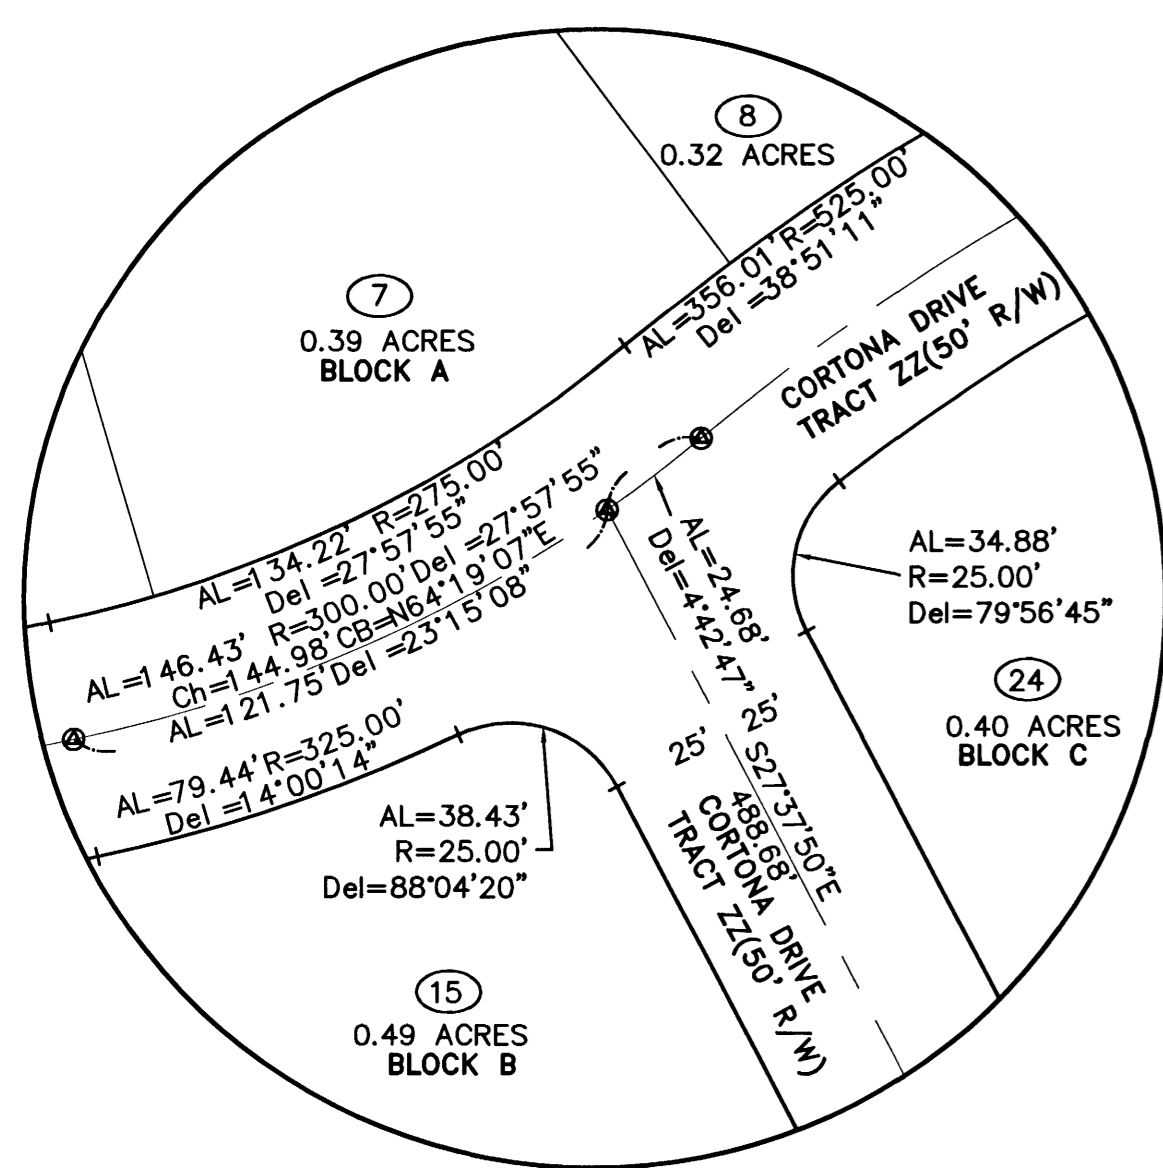 8
0.32 ACRES
7
0.39 ACRES
BLOCK A
AL=356.01' R=525.00'
Del =38°51'11"
CORTONA DRIVE
TRACT ZZ(50' R/W)
AL=134.22' R=275.00'
Del =27°57'55"
AL=146.43' R=300.00' Del =27°57'55"
Ch=144.98' CB=N64°19'07"E
AL=121.75' Del =23°15'08"
AL=79.44' R=325.00'
Del =14°00'14"
AL=24.68'
Del=4°42'47"
AL=34.88'
R=25.00'
Del=79°56'45"
24
0.40 ACRES
BLOCK C
25'
25'
S27°37'50"E
488.68'
CORTONA DRIVE
TRACT ZZ(50' R/W)
AL=38.43'
R=25.00'
Del=88°04'20"
15
0.49 ACRES
BLOCK B